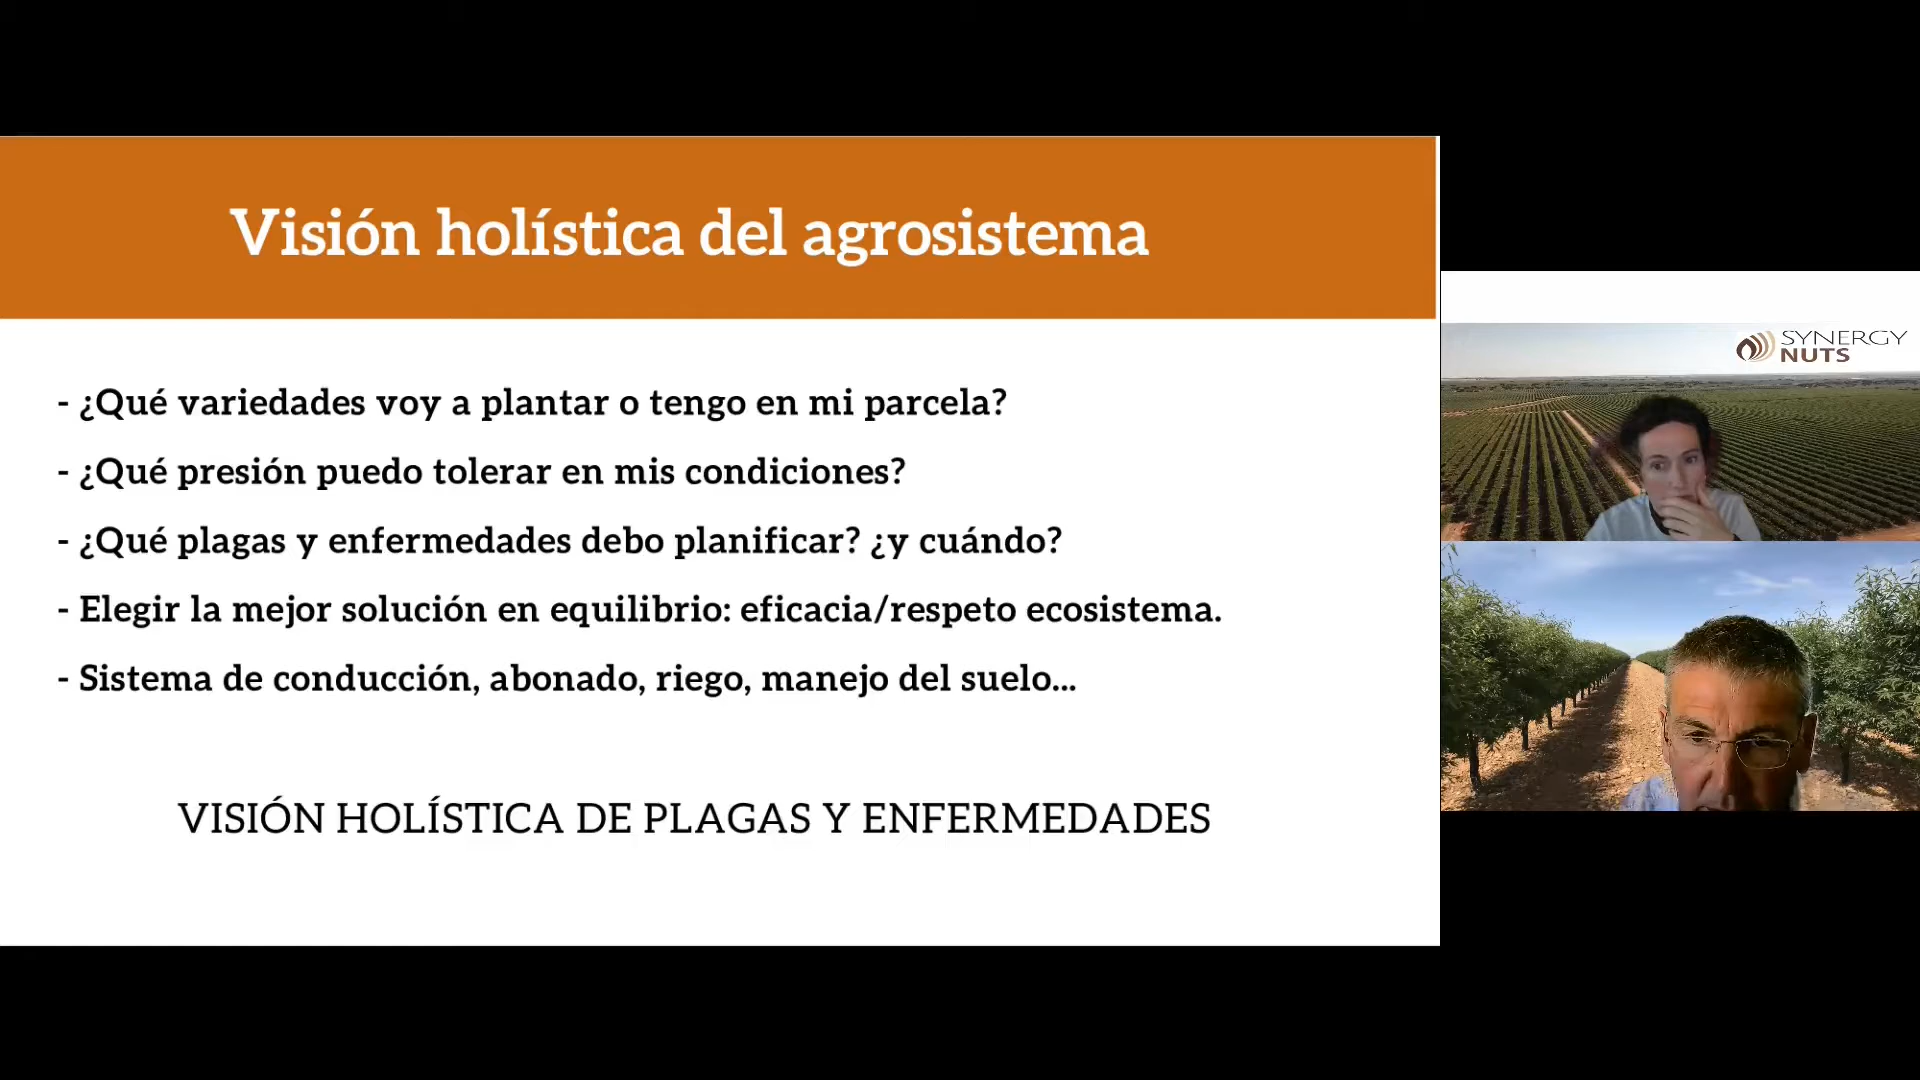 Visión holística del agrosistema
- ¿Qué variedades voy a plantar o tengo en mi parcela?
- ¿Qué presión puedo tolerar en mis condiciones?
- ¿Qué plagas y enfermedades debo planificar? ¿y cuándo?
- Elegir la mejor solución en equilibrio: eficacia/respeto ecosistema.
- Sistema de conducción, abonado, riego, manejo del suelo...
VISIÓN HOLÍSTICA DE PLAGAS Y ENFERMEDADES
SYNERGY
NUTS